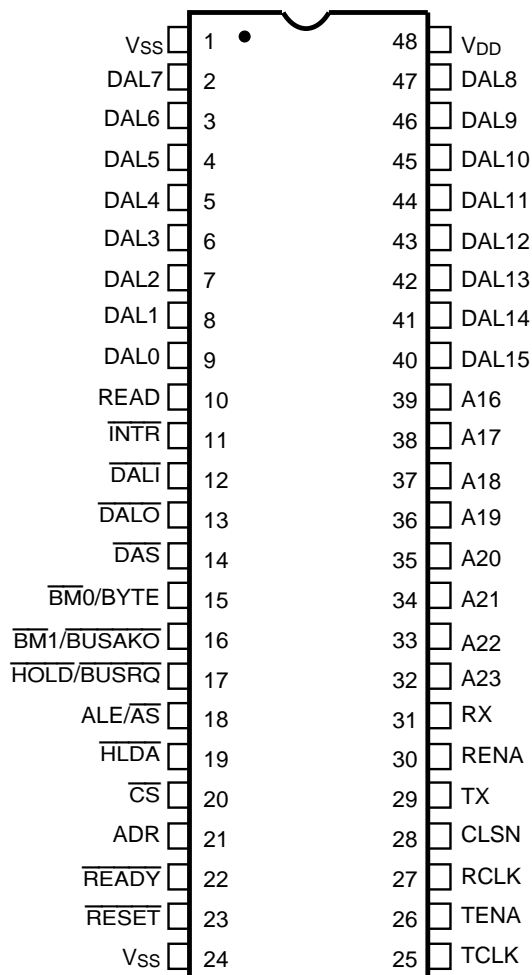 VSS 1 48 VDD
DAL7 2 47 DAL8
DAL6 3 46 DAL9
DAL5 4 45 DAL10
DAL4 5 44 DAL11
DAL3 6 43 DAL12
DAL2 7 42 DAL13
DAL1 8 41 DAL14
DAL0 9 40 DAL15
READ 10 39 A16
INTR 11 38 A17
DALI 12 37 A18
DALO 13 36 A19
DAS 14 35 A20
BM0/BYTE 15 34 A21
BM1/BUSAKO 16 33 A22
HOLD/BUSRQ 17 32 A23
ALE/AS 18 31 RX
HLDA 19 30 RENA
CS 20 29 TX
ADR 21 28 CLSN
READY 22 27 RCLK
RESET 23 26 TENA
VSS 24 25 TCLK